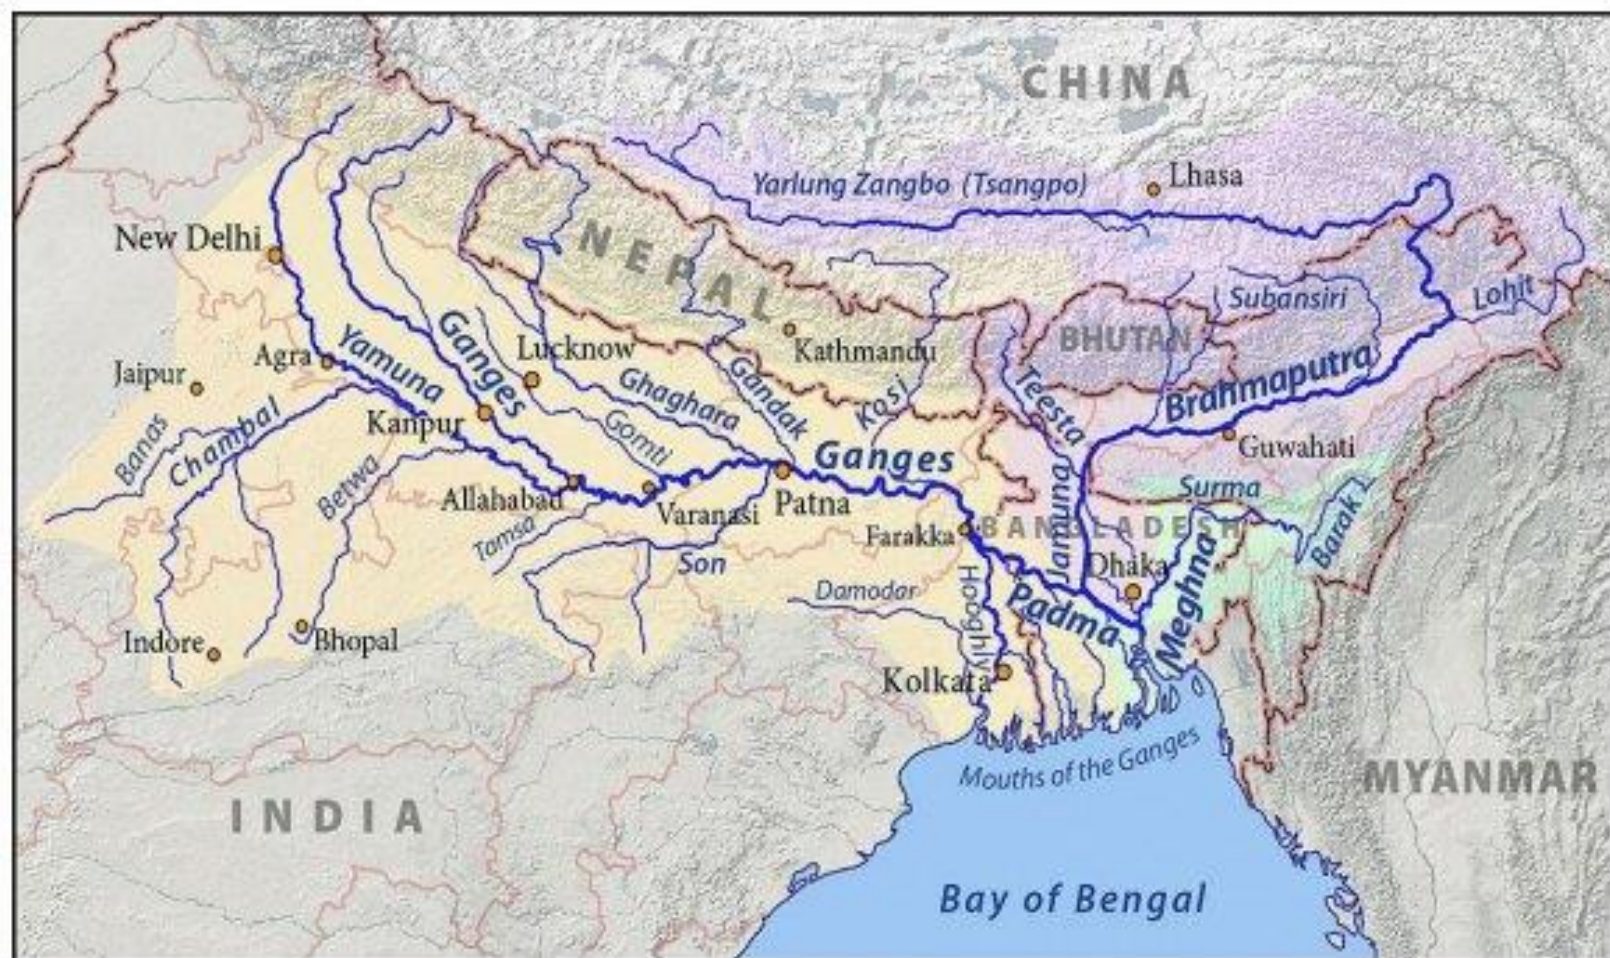 CHINA
Lhasa
Yarlung Zangbo (Tsangpo)
New Delhi
NEPAL
Subansiri
Lohit
Ganges
Yamuna
Lucknow
Kathmandu
BHUTAN
Agra
Jaipur
Ghaghara
Gandak
Kosi
Teesta
Brahmaputra
Banas
Chambal
Kanpur
Gomti
Ganges
Guwahati
Betwa
Allahabad
Varanasi
Patna
Jamuna
Surma
Tamsa
Farakka
BANGLADESH
Barak
Son
Dhaka
Meghna
Damodar
Hooghly
Padma
Indore
Bhopal
Kolkata
Mouths of the Ganges
INDIA
MYANMAR
Bay of Bengal